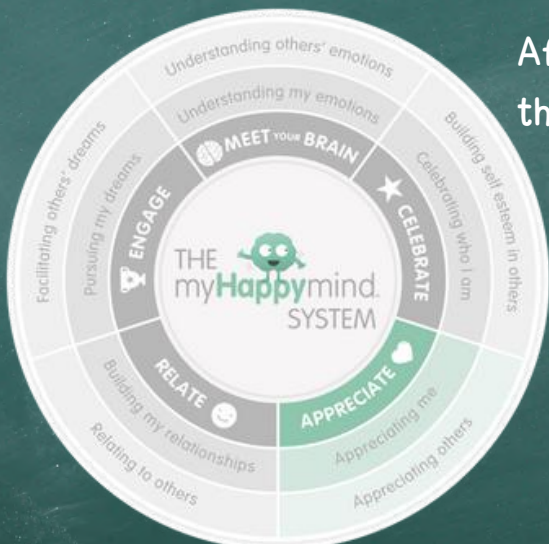 Understanding others' emotions
Understanding my emotions
MEET YOUR BRAIN
Building self esteem in others
Celebrating who I am
CELEBRATE
Appreciating others
Appreciating me
APPRECIATE
Relating to others
Building my relationships
RELATE
Facilitating others' dreams
Pursuing my dreams
ENGAGE
THE
myHappymind.
SYSTEM